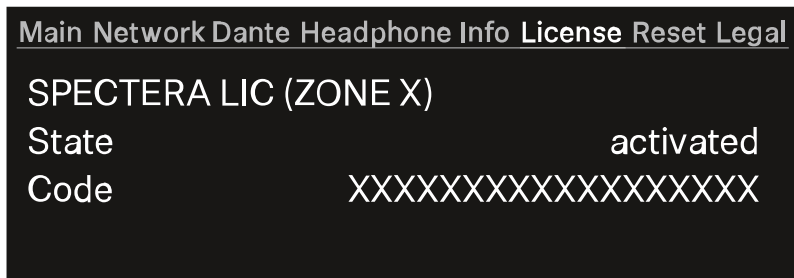 Main Network Dante Headphone Info License Reset Legal
SPECTERA LIC (ZONE X)
State activated
Code XXXXXXXXXXXXXXXXXX